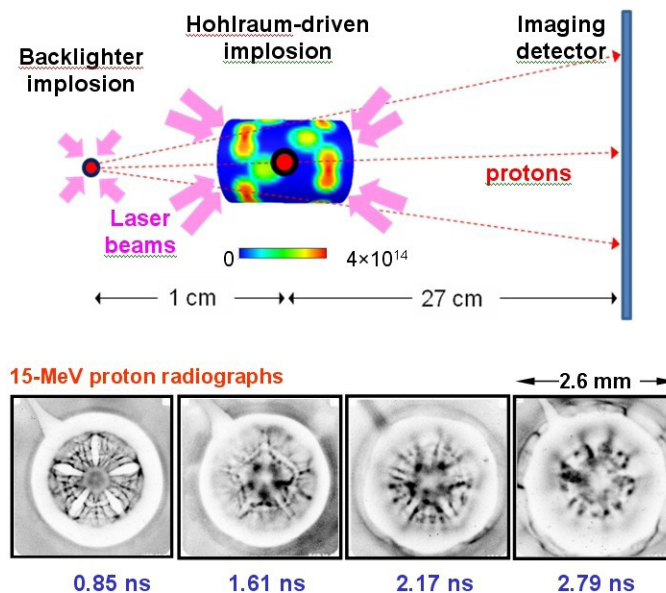 Hohlraum-driven
implosion
Imaging
detector
Backlighter
implosion
protons
Laser
beams
0
4×10¹⁴
1 cm
27 cm
15-MeV proton radiographs
2.6 mm
0.85 ns
1.61 ns
2.17 ns
2.79 ns